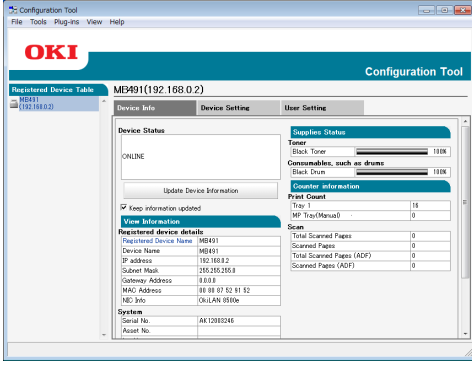 Configuration Tool
File Tools Plug-ins View Help
OKI
Configuration Tool
Registered Device Table
MB491
(192.168.0.2)
MB491(192.168.0.2)
Device Info Device Setting User Setting
Device Status
ONLINE
Update Device Information
Keep information updated
View Information
Registered device details
Registered Device Name MB491
Device Name MB491
IP address 192.168.0.2
Subnet Mask 255.255.255.0
Gateway Address 0.0.0.0
MAC Address 00 80 87 52 91 52
NIC Info OkiLAN 8500e
System
Serial No. AK12003246
Asset No.
Supplies Status
Toner
Black Toner 100%
Consumables, such as drums
Black Drum 100%
Counter information
Print Count
Tray 1 16
MP Tray(Manual) 0
Scan
Total Scanned Pages 0
Scanned Pages 0
Total Scanned Pages (ADF) 0
Scanned Pages (ADF) 0